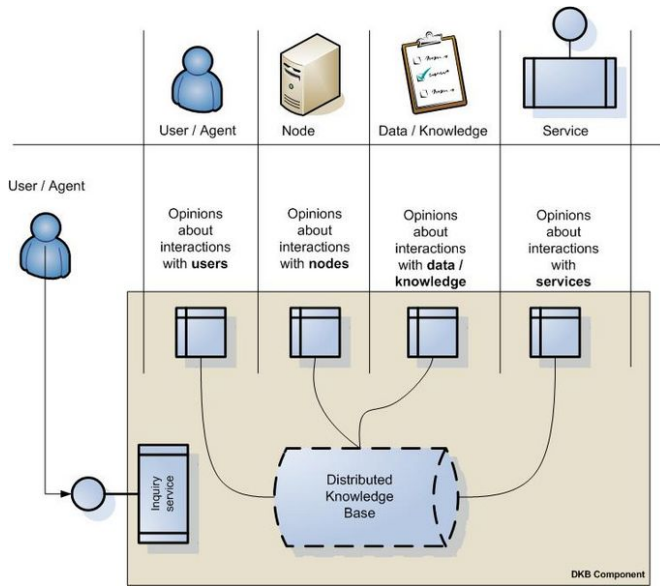 User / Agent
Node
Data / Knowledge
Service
User / Agent
Opinions
about
interactions
with users
Opinions
about
interactions
with nodes
Opinions
about
interactions
with data /
knowledge
Opinions
about
interactions
with
services
Inquiry
service
Distributed
Knowledge
Base
DKB Component